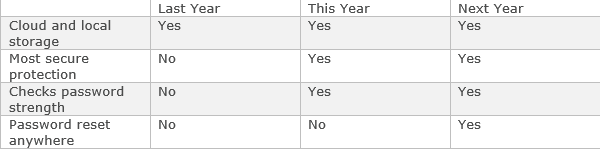 Last Year This Year Next Year
Cloud and local storage Yes Yes Yes
Most secure protection No Yes Yes
Checks password strength No Yes Yes
Password reset anywhere No No Yes